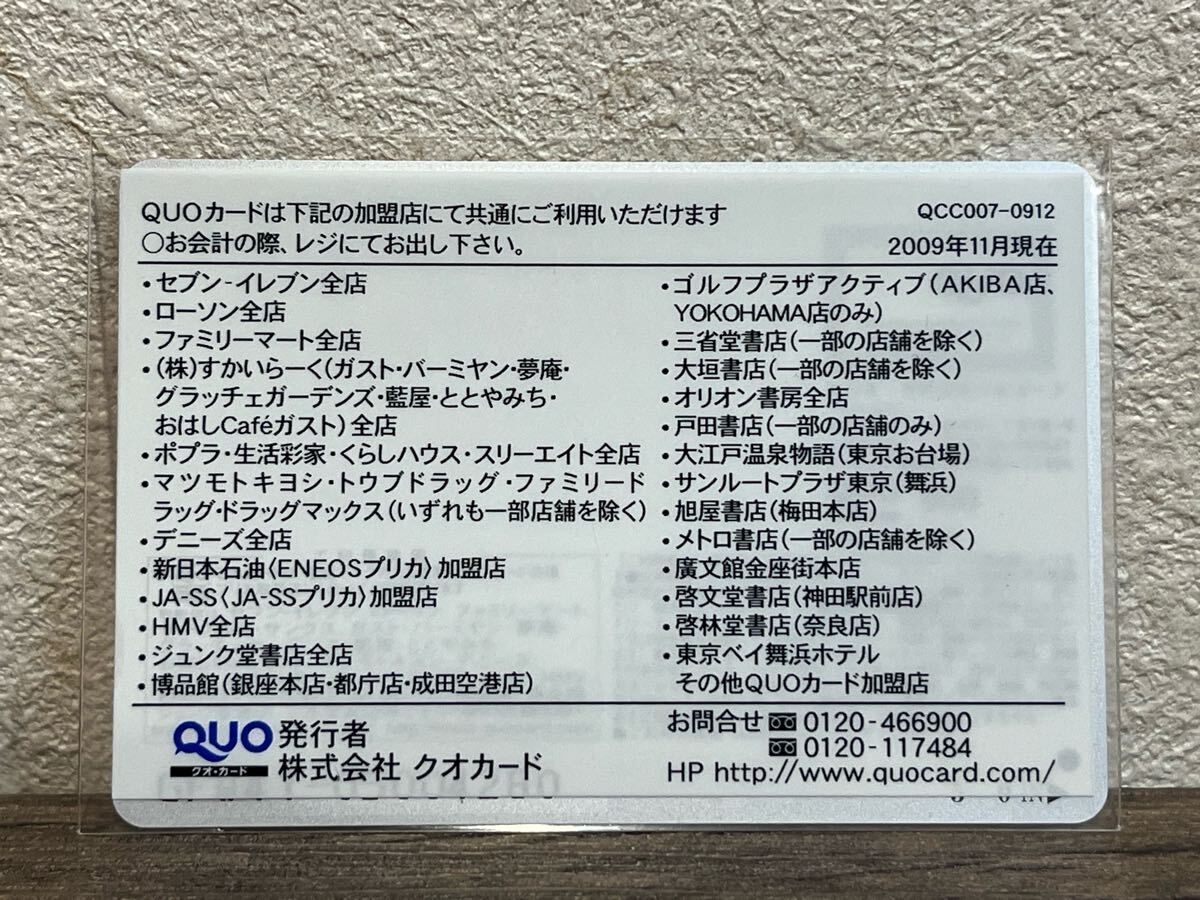 QUOカードは下記の加盟店にて共通にご利用いただけます
QCC007-0912
○お会計の際、レジにてお出し下さい。
2009年11月現在
・セブン-イレブン全店
・ローソン全店
・ファミリーマート全店
・(株)すかいらーく(ガスト・バーミヤン・夢庵・
グラッチェガーデンズ・藍屋・ととやみち・
おはしCaféガスト)全店
・ポプラ・生活彩家・くらしハウス・スリーエイト全店
・マツモトキヨシ・トウブドラッグ・ファミリード
ラッグ・ドラッグマックス(いずれも一部店舗を除く)
・デニーズ全店
・新日本石油〈ENEOSプリカ〉加盟店
・JA-SS〈JA-SSプリカ〉加盟店
・HMV全店
・ジュンク堂書店全店
・博品館(銀座本店・都庁店・成田空港店)
・ゴルフプラザアクティブ(AKIBA店、
YOKOHAMA店のみ)
・三省堂書店(一部の店舗を除く)
・大垣書店(一部の店舗を除く)
・オリオン書房全店
・戸田書店(一部の店舗のみ)
・大江戸温泉物語(東京お台場)
・サンルートプラザ東京(舞浜)
・旭屋書店(梅田本店)
・メトロ書店(一部の店舗を除く)
・廣文館金座街本店
・啓文堂書店(神田駅前店)
・啓林堂書店(奈良店)
・東京ベイ舞浜ホテル
その他QUOカード加盟店
QUO
クオ・カード
発行者
株式会社 クオカード
お問合せ 0120-466900
0120-117484
HP http://www.quocard.com/